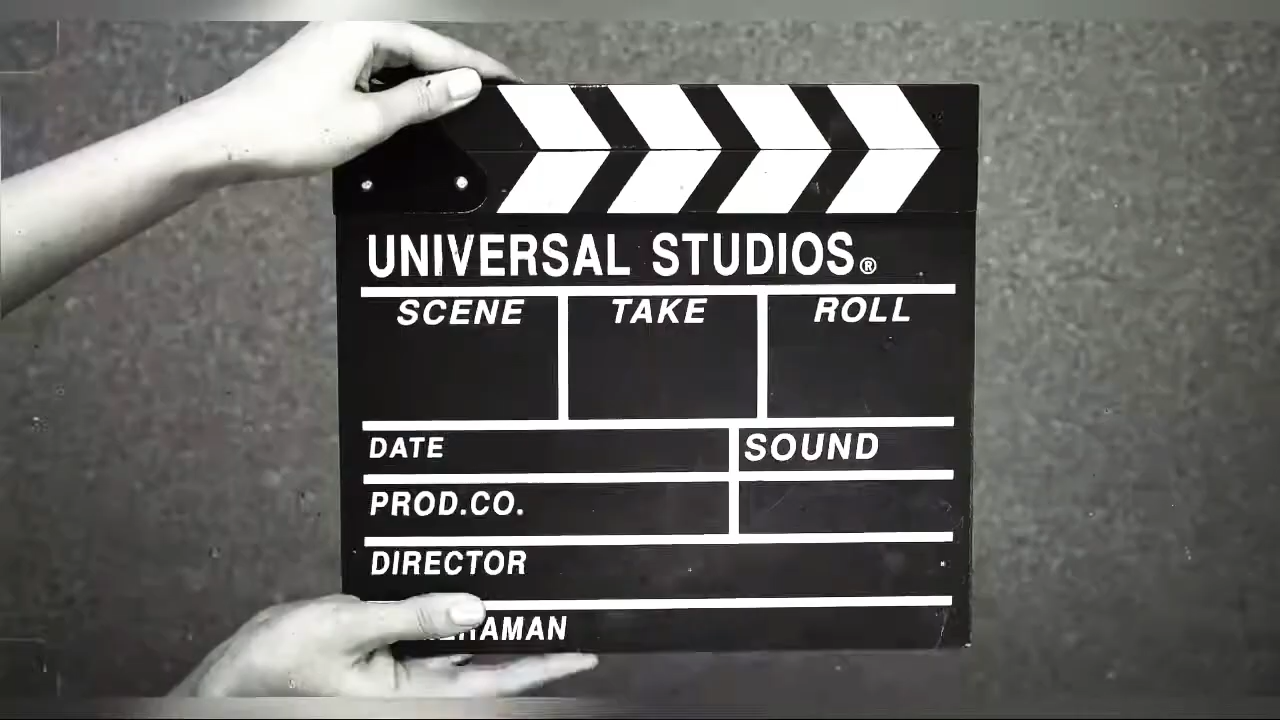 UNIVERSAL STUDIOS®
SCENE TAKE ROLL
DATE SOUND
PROD.CO.
DIRECTOR